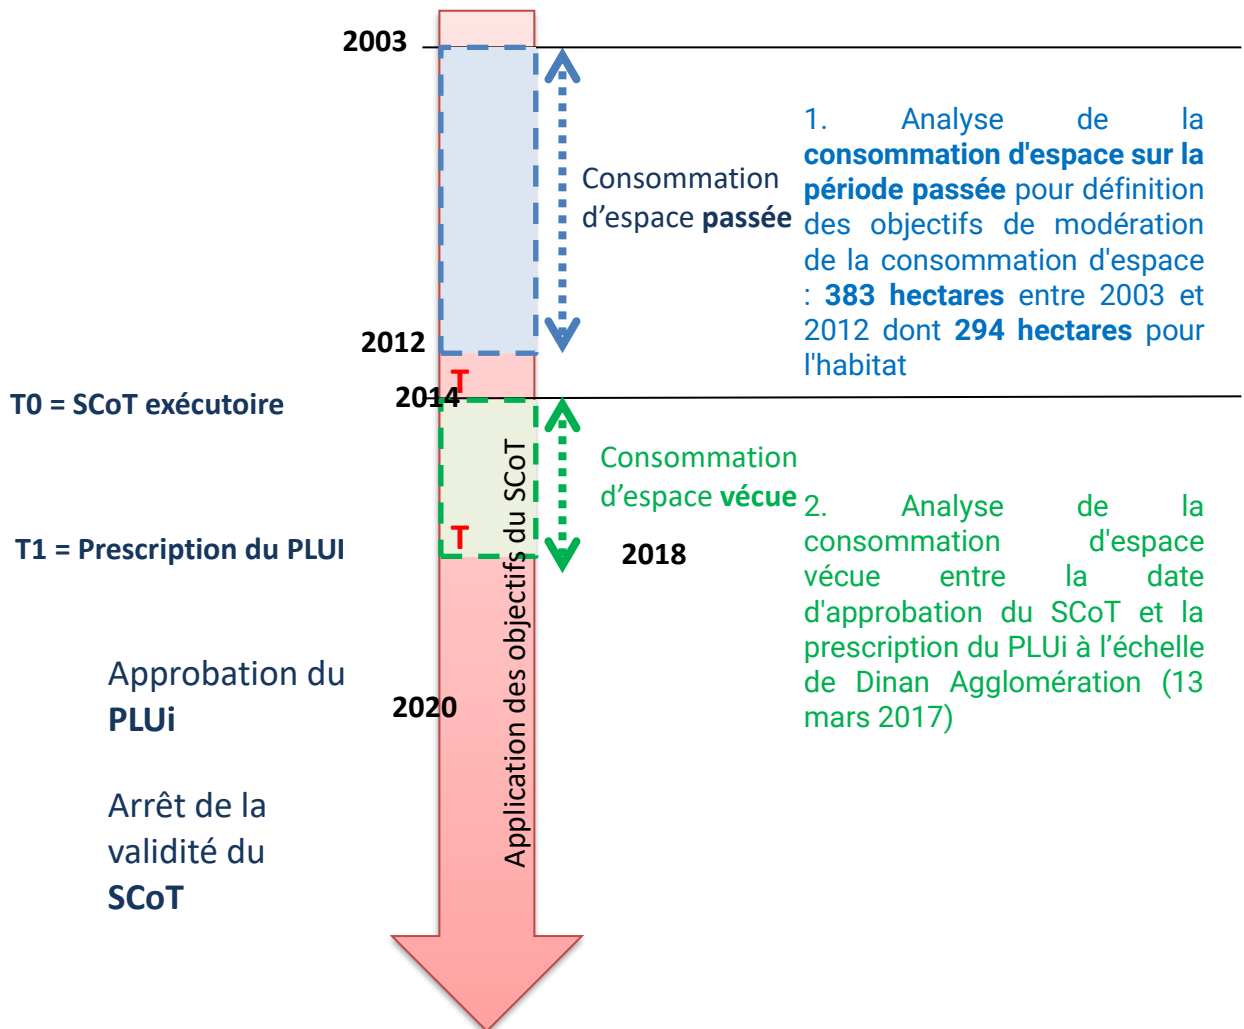 2003
1. Analyse de la
consommation d'espace sur la
période passée pour définition
des objectifs de modération
de la consommation d'espace
: 383 hectares entre 2003 et
2012 dont 294 hectares pour
l'habitat
Consommation
d’espace passée
2012
T
2014
T0 = SCoT exécutoire
Consommation
d’espace vécue
T
T1 = Prescription du PLUI
2018
2. Analyse de la
consommation d'espace
vécue entre la date
d'approbation du SCoT et la
prescription du PLUi à l’échelle
de Dinan Agglomération (13
mars 2017)
Application des objectifs du SCoT
Approbation du
PLUi
2020
Arrêt de la
validité du
SCoT